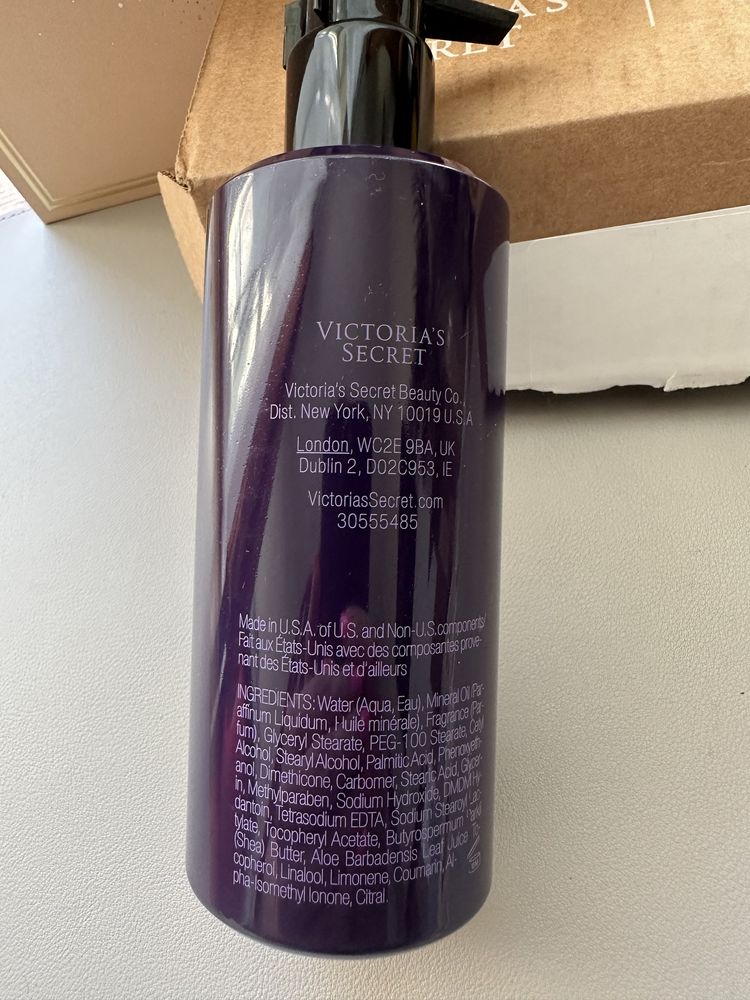 AS
RET
VICTORIA'S
SECRET
Victoria's Secret Beauty Co.,
Dist. New York, NY 10019 U.S.A
London, WC2E 9BA, UK
Dublin 2, D02C953, IE
VictoriasSecret.com
30555485
Made in U.S.A. of U.S. and Non-U.S. components/
Fait aux États-Unis avec des composantes prove-
nant des États-Unis et d'ailleurs
INGREDIENTS: Water (Aqua, Eau), Mineral Oil (Par-
affinum Liquidum, Huile minérale), Fragrance (Par-
fum), Glyceryl Stearate, PEG-100 Stearate, Cetyl
Alcohol, Stearyl Alcohol, Palmitic Acid, Phenoxyeth-
anol, Dimethicone, Carbomer, Stearic Acid, Glycer-
in, Methylparaben, Sodium Hydroxide, DMDM Hy-
dantoin, Tetrasodium EDTA, Sodium Stearoyl Lac-
tylate, Tocopheryl Acetate, Butyrospermum Parkii
(Shea) Butter, Aloe Barbadensis Leaf Juice, To-
copherol, Linalool, Limonene, Coumarin, Al-
pha-Isomethyl Ionone, Citral.